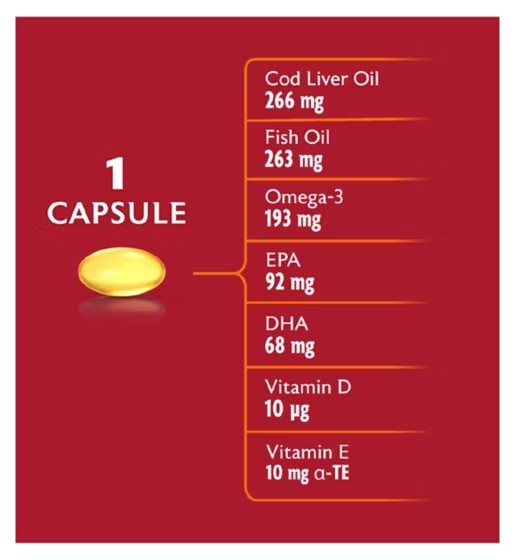 1
CAPSULE
Cod Liver Oil
266 mg
Fish Oil
263 mg
Omega-3
193 mg
EPA
92 mg
DHA
68 mg
Vitamin D
10 µg
Vitamin E
10 mg α-TE